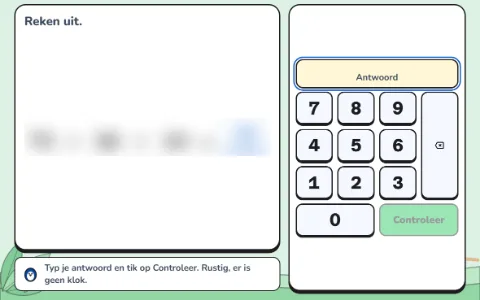 Reken uit.
Antwoord
7 8 9
4 5 6
1 2 3
0 Controleer
Typ je antwoord en tik op Controleer. Rustig, er is
geen klok.